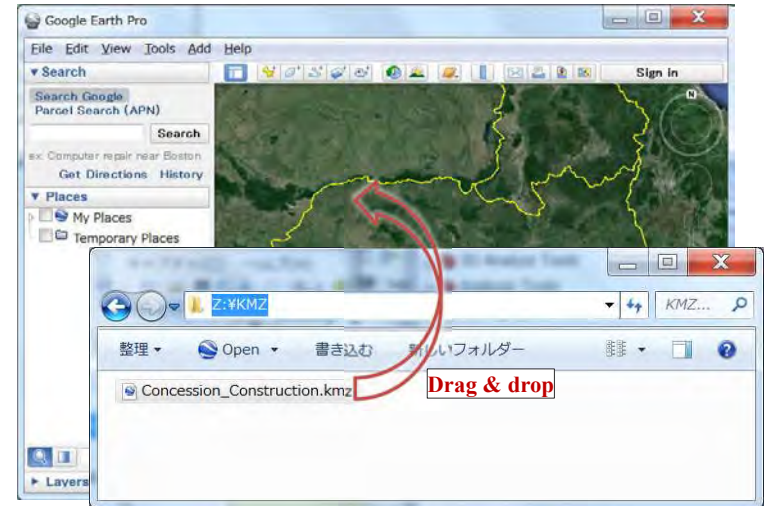 Google Earth Pro
File Edit View Tools Add Help
▼ Search
Sign in
Search Google
Parcel Search (APN)
Search
ex: Computer repair near Boston
Get Directions History
N
▼ Places
My Places
Temporary Places
Z:¥KMZ
KMZ...
整理 ▼ Open ▼ 書き込む 新しいフォルダー
Concession_Construction.kmz
Drag & drop
► Layers